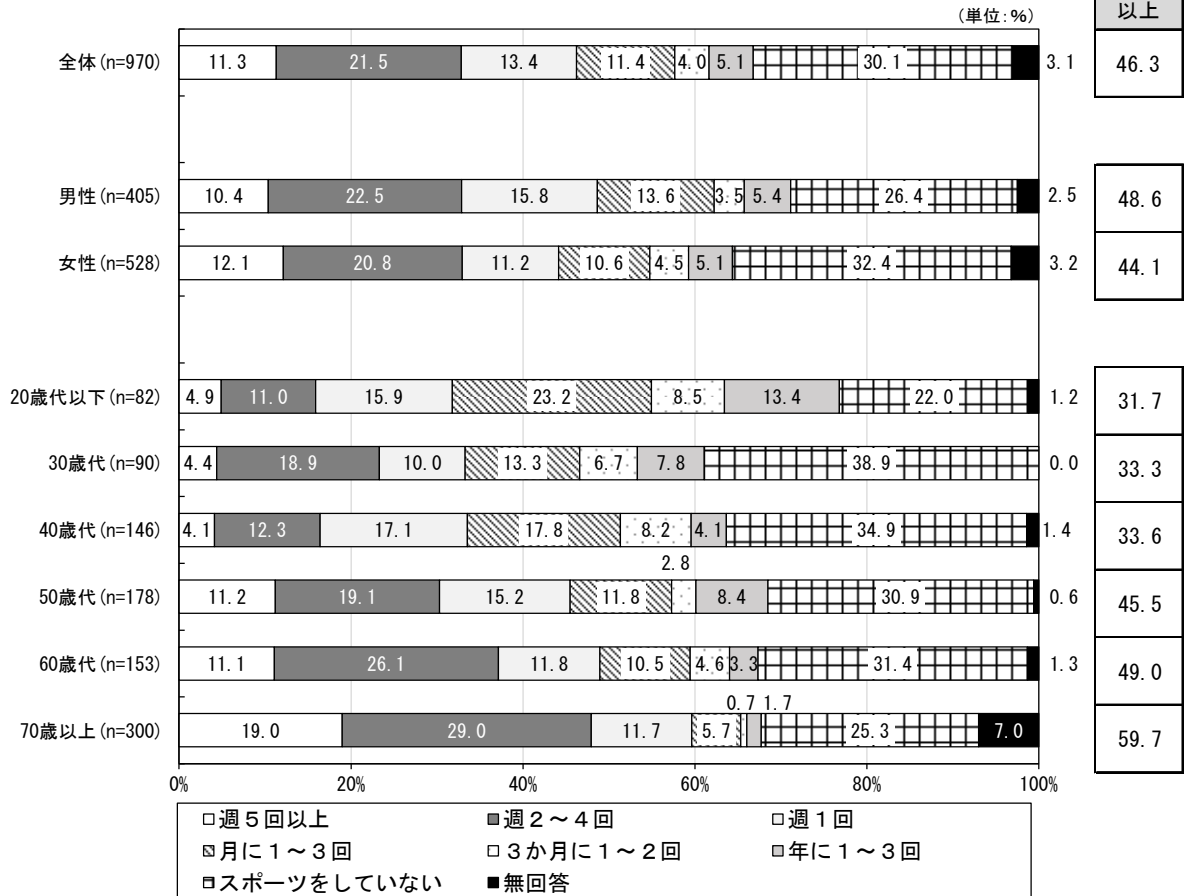 (単位:%)
以上
全体(n=970) 11.3 21.5 13.4 11.4 4.0 5.1 30.1 3.1 46.3
男性(n=405) 10.4 22.5 15.8 13.6 3.5 5.4 26.4 2.5 48.6
女性(n=528) 12.1 20.8 11.2 10.6 4.5 5.1 32.4 3.2 44.1
20歳代以下(n=82) 4.9 11.0 15.9 23.2 8.5 13.4 22.0 1.2 31.7
30歳代(n=90) 4.4 18.9 10.0 13.3 6.7 7.8 38.9 0.0 33.3
40歳代(n=146) 4.1 12.3 17.1 17.8 8.2 4.1 34.9 1.4 33.6
2.8
50歳代(n=178) 11.2 19.1 15.2 11.8 8.4 30.9 0.6 45.5
60歳代(n=153) 11.1 26.1 11.8 10.5 4.6 3.3 31.4 1.3 49.0
0.7 1.7
70歳以上(n=300) 19.0 29.0 11.7 5.7 25.3 7.0 59.7
0% 20% 40% 60% 80% 100%
週5回以上 週2~4回 週1回
月に1~3回 3か月に1~2回 年に1~3回
スポーツをしていない 無回答